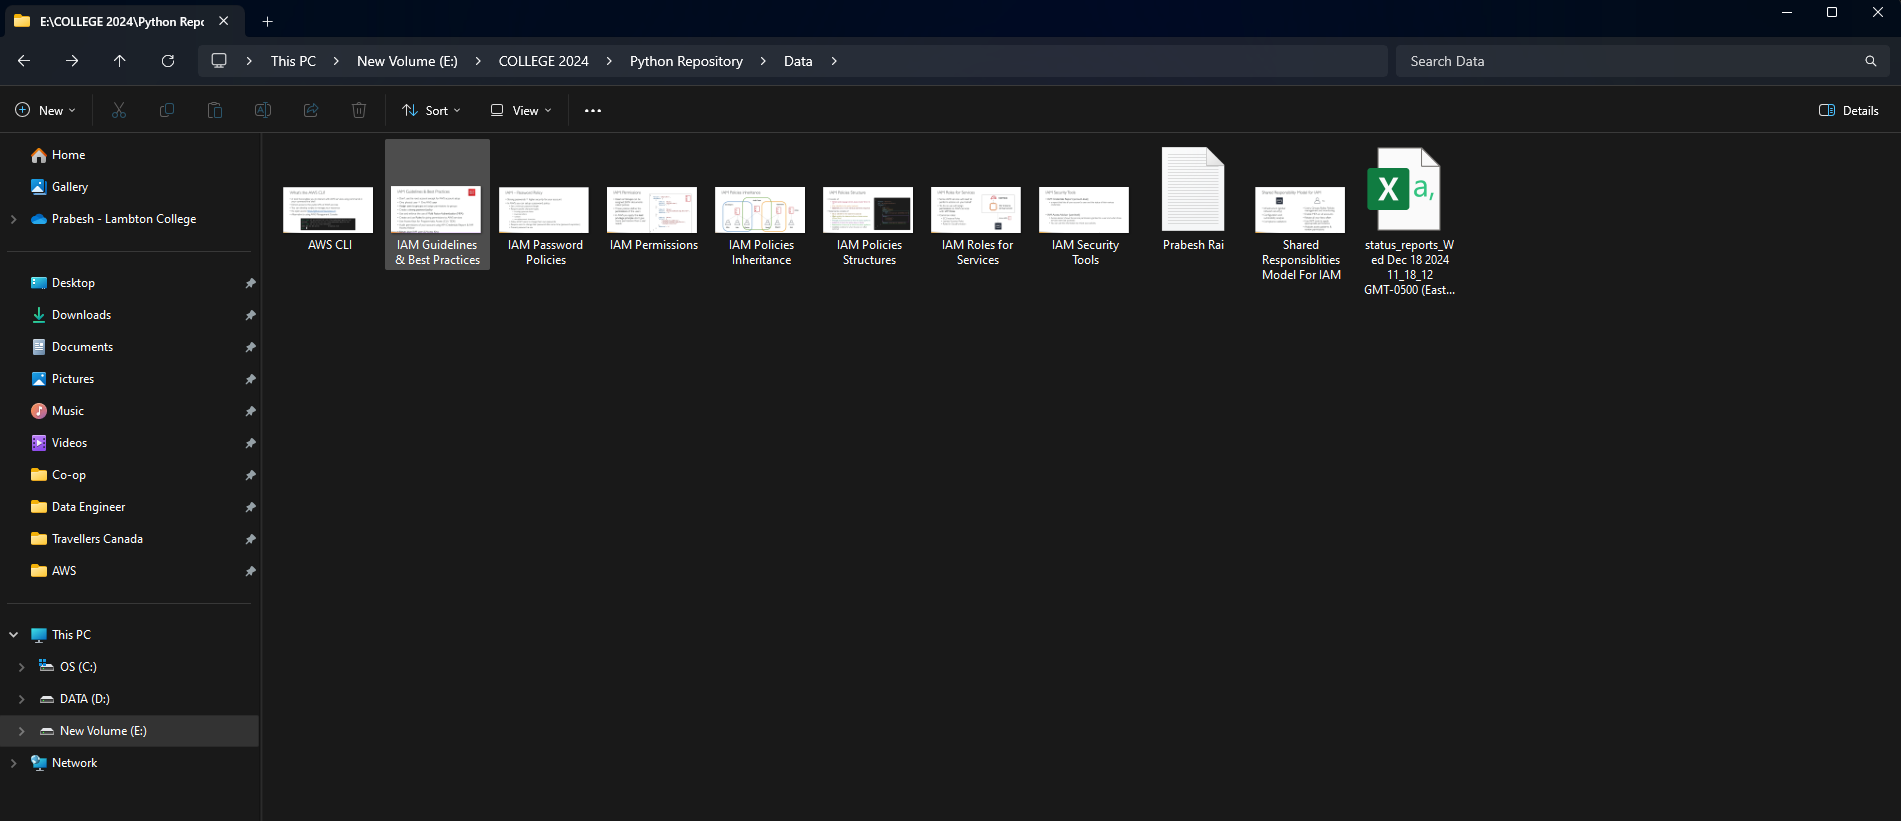 E:\COLLEGE 2024\Python Repo
This PC
New Volume (E:)
COLLEGE 2024
Python Repository
Data
Search Data
New
Sort
View
Details
Home
Gallery
Prabesh - Lambton College
Desktop
Downloads
Documents
Pictures
Music
Videos
Co-op
Data Engineer
Travellers Canada
AWS
This PC
OS (C:)
DATA (D:)
New Volume (E:)
Network
AWS CLI
IAM Guidelines
& Best Practices
IAM Password
Policies
IAM Permissions
IAM Policies
Inheritance
IAM Policies
Structures
IAM Roles for
Services
IAM Security
Tools
Prabesh Rai
Shared
Responsiblities
Model For IAM
X a,
status_reports_W
ed Dec 18 2024
11_18_12
GMT-0500 (East...